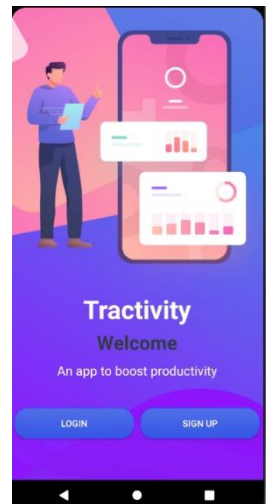 Tractivity
Welcome
An app to boost productivity
LOGIN
SIGN UP